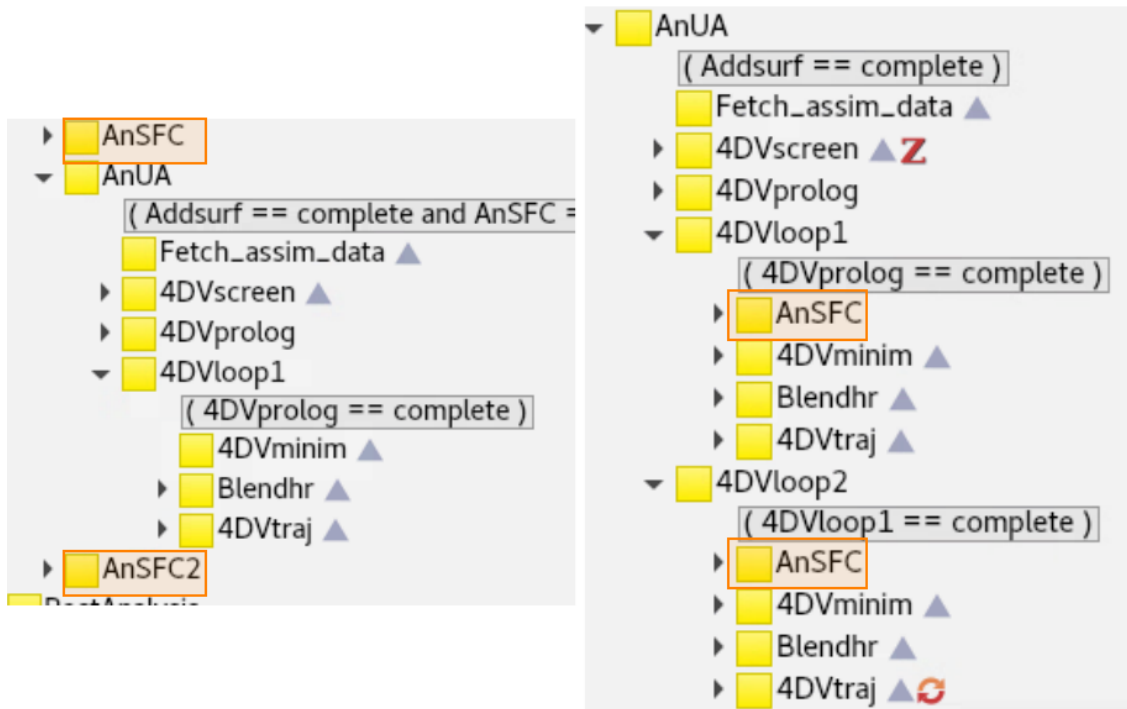 AnSFC
AnUA
( Addsurf == complete and AnSFC =
Fetch_assim_data
4DVscreen
4DVprolog
4DVloop1
( 4DVprolog == complete )
4DVminim
Blendhr
4DVtraj
AnSFC2
AnUA
( Addsurf == complete )
Fetch_assim_data
4DVscreen Z
4DVprolog
4DVloop1
( 4DVprolog == complete )
AnSFC
4DVminim
Blendhr
4DVtraj
4DVloop2
( 4DVloop1 == complete )
AnSFC
4DVminim
Blendhr
4DVtraj